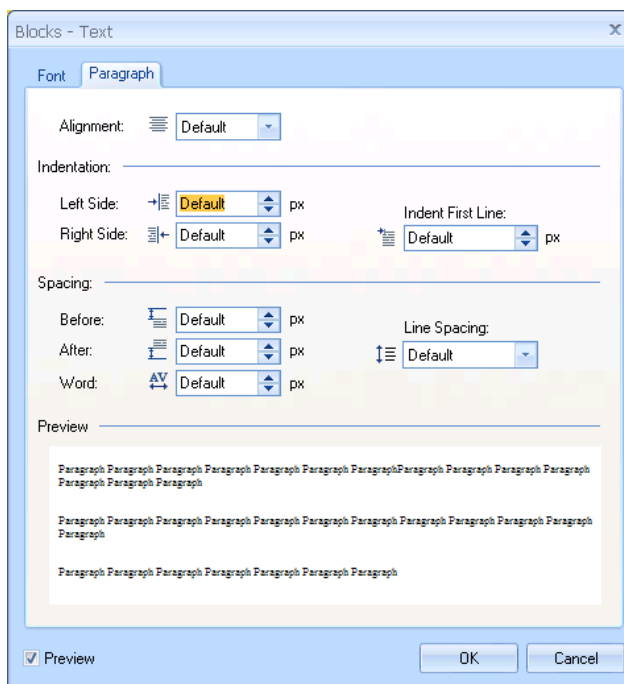 Blocks - Text
Font Paragraph
Alignment: Default
Indentation:
Left Side: Default px
Indent First Line:
Right Side: Default px
Default px
Spacing:
Before: Default px
Line Spacing:
After: Default px
Default
Word: AV Default px
Preview
Paragraph Paragraph Paragraph Paragraph Paragraph Paragraph ParagraphParagraph Paragraph Paragraph Paragraph
Paragraph Paragraph Paragraph
Paragraph Paragraph Paragraph Paragraph Paragraph Paragraph Paragraph Paragraph Paragraph Paragraph Paragraph
Paragraph
Paragraph Paragraph Paragraph Paragraph Paragraph Paragraph Paragraph
Preview OK Cancel